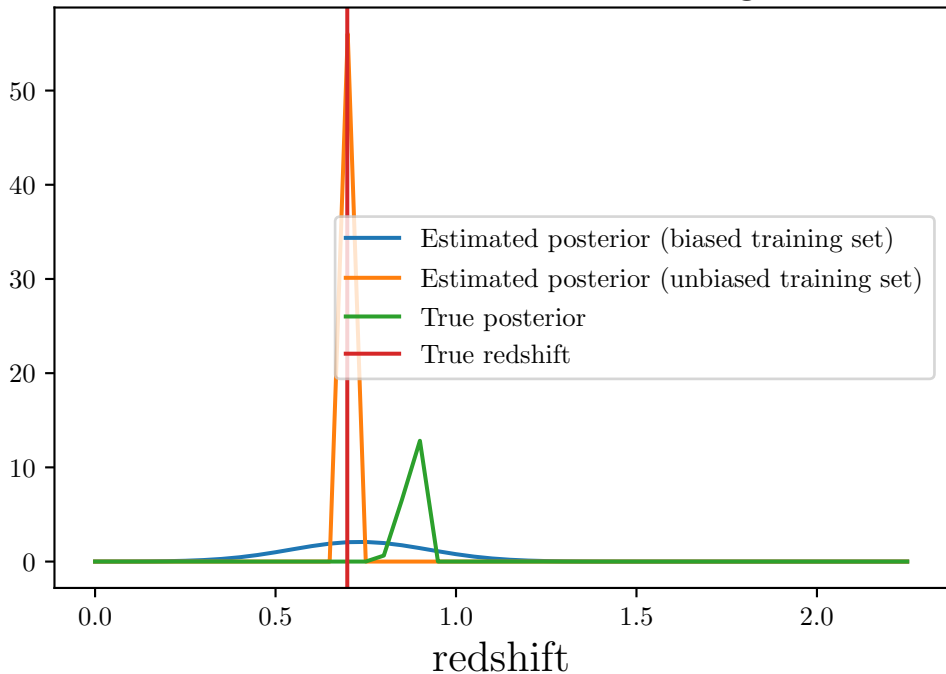 50
40
30
20
10
0
Estimated posterior (biased training set)
Estimated posterior (unbiased training set)
True posterior
True redshift
0.0 0.5 1.0 1.5 2.0
redshift